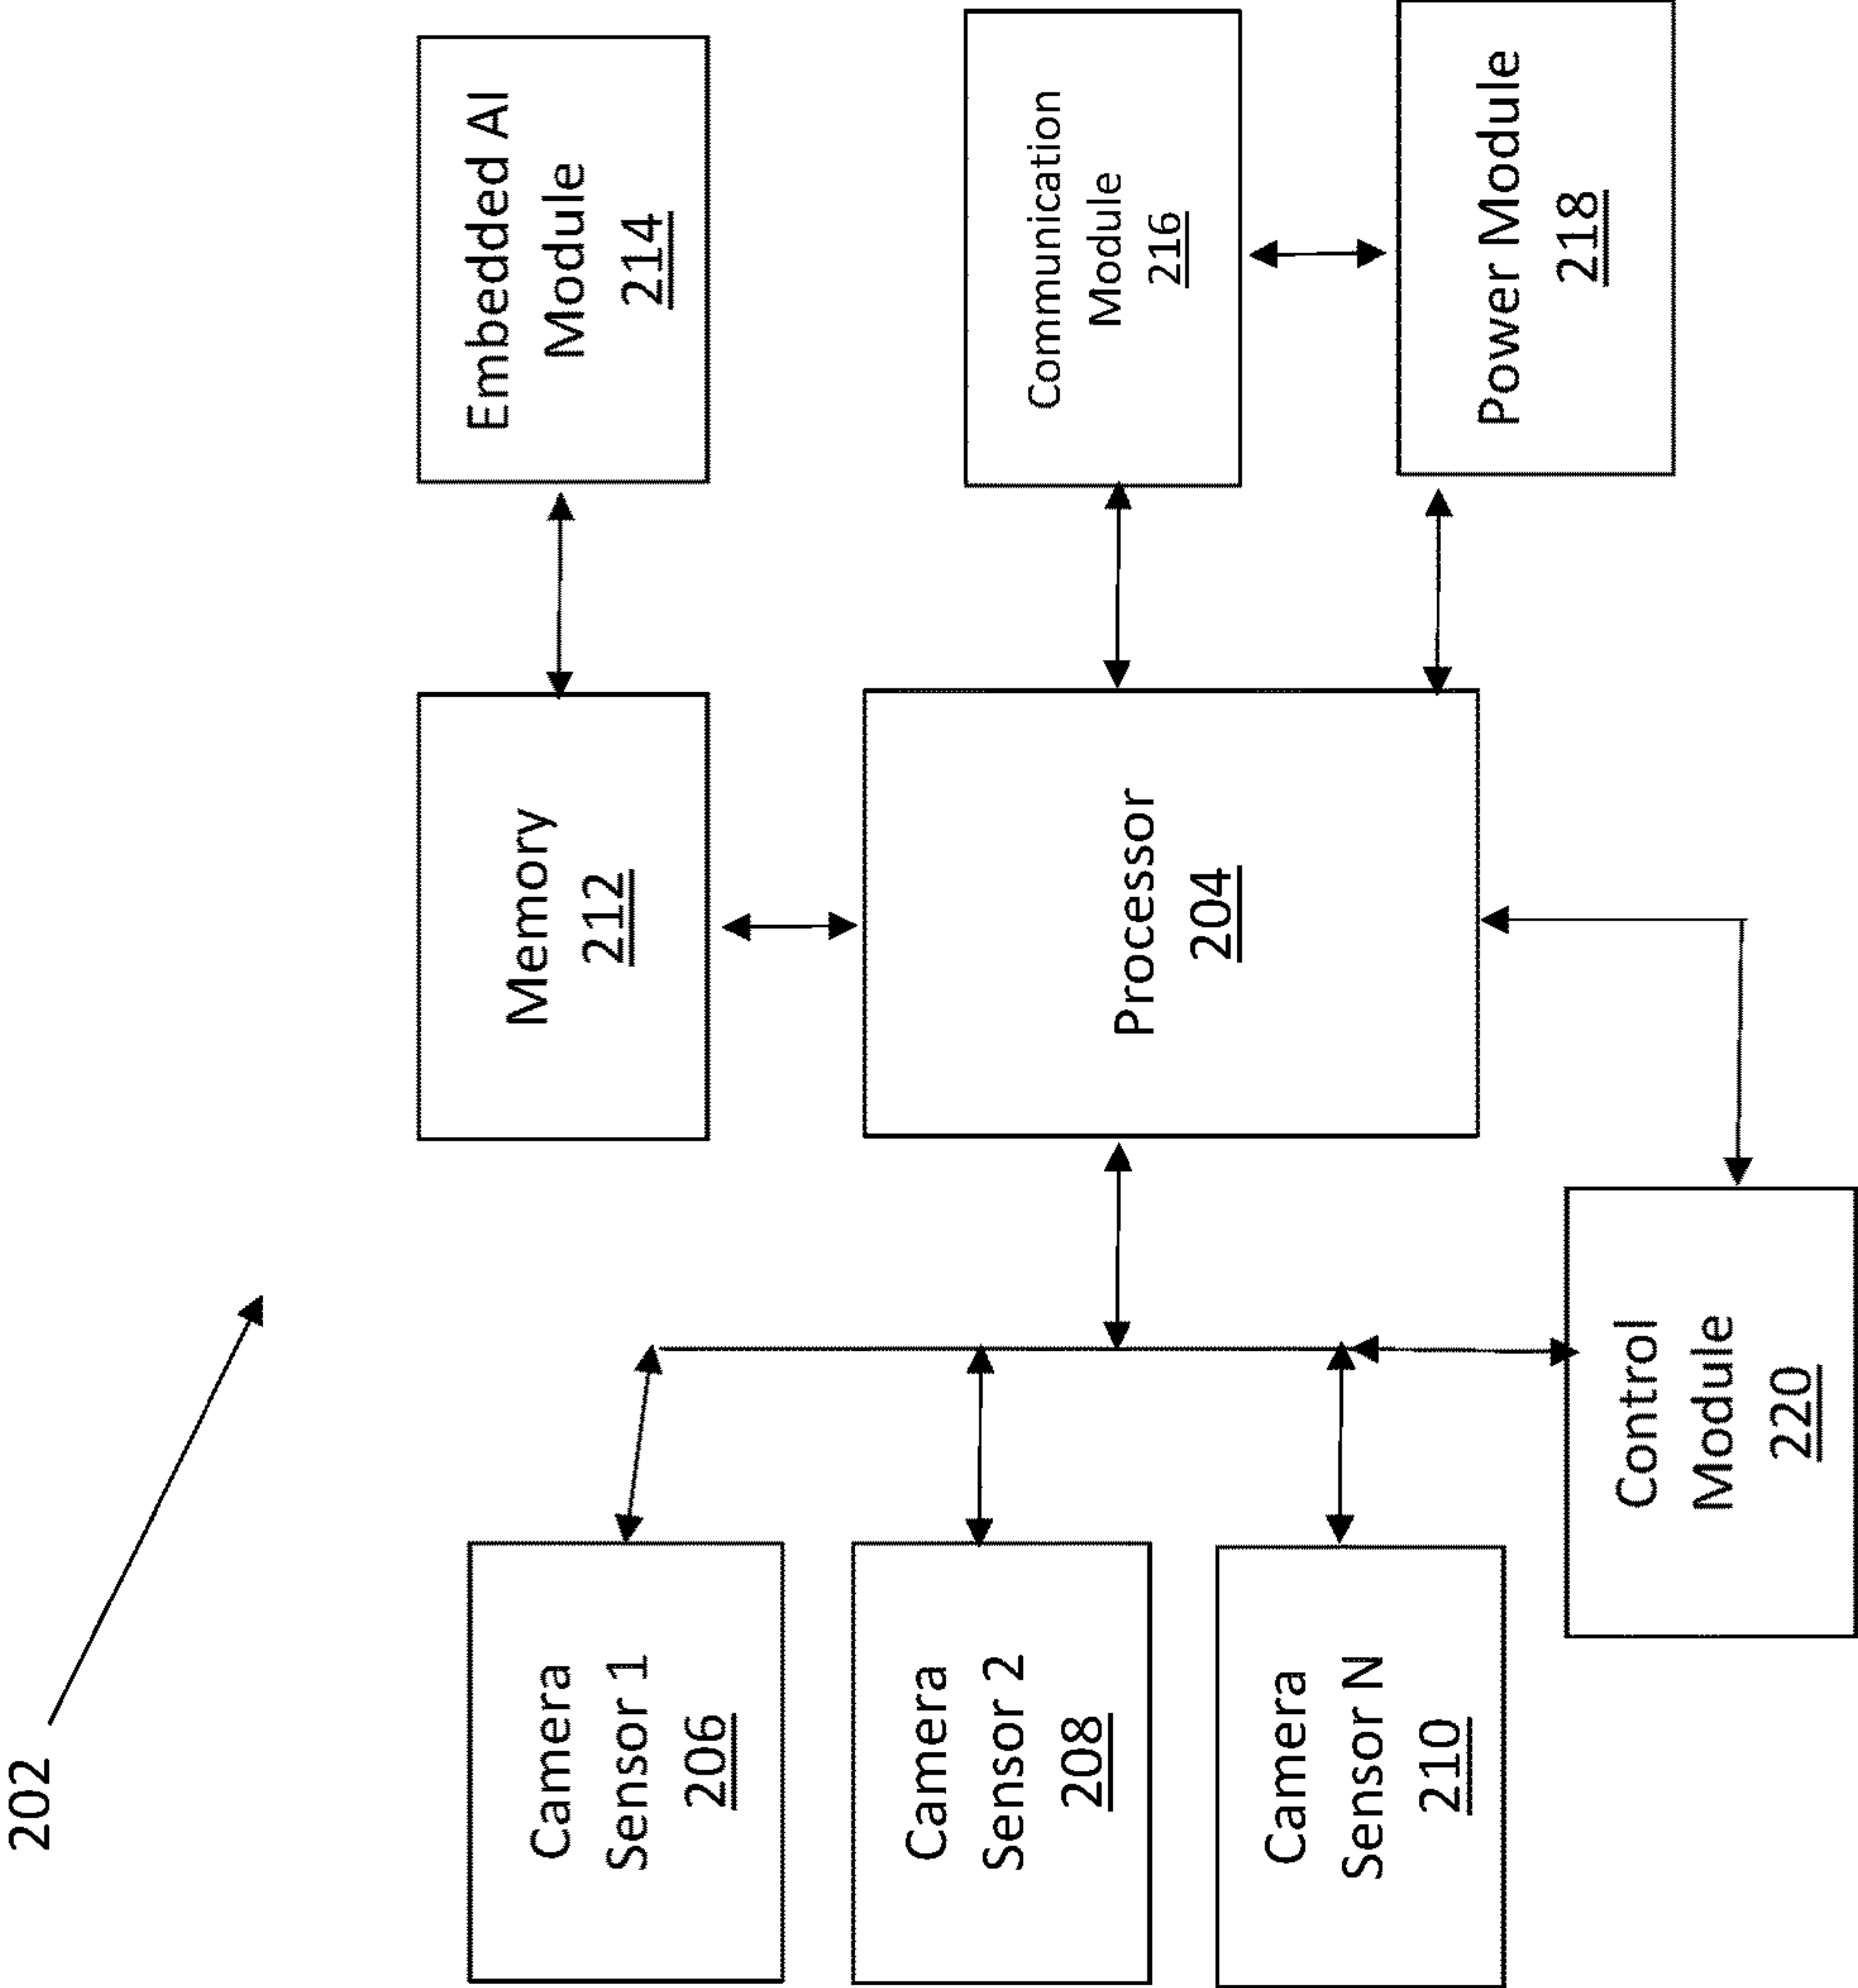 202
Camera
Sensor 1
206
Camera
Sensor 2
208
Camera
Sensor N
210
Control
Module
220
Memory
212
Processor
204
Embedded AI
Module
214
Communication
Module
216
Power Module
218